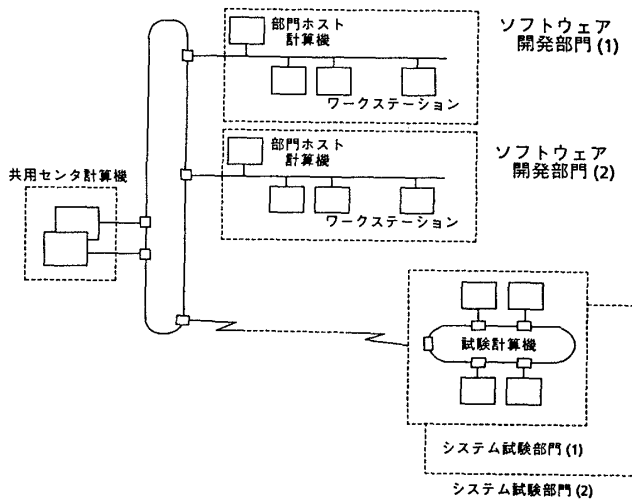 部門ホスト
計算機
ワークステーション
ソフトウェア
開発部門(1)
部門ホスト
計算機
ワークステーション
ソフトウェア
開発部門(2)
共用センタ計算機
試験計算機
システム試験部門(1)
システム試験部門(2)